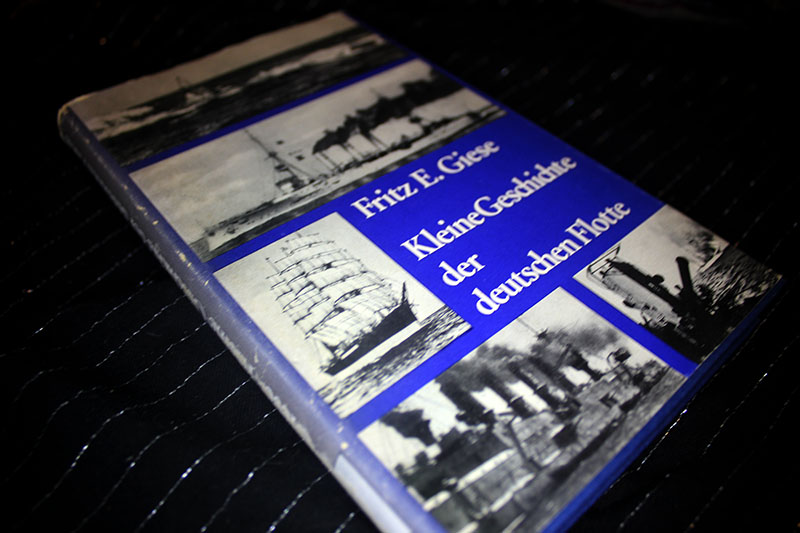 Fritz E. Giese
Kleine Geschichte
der
deutschen Flotte